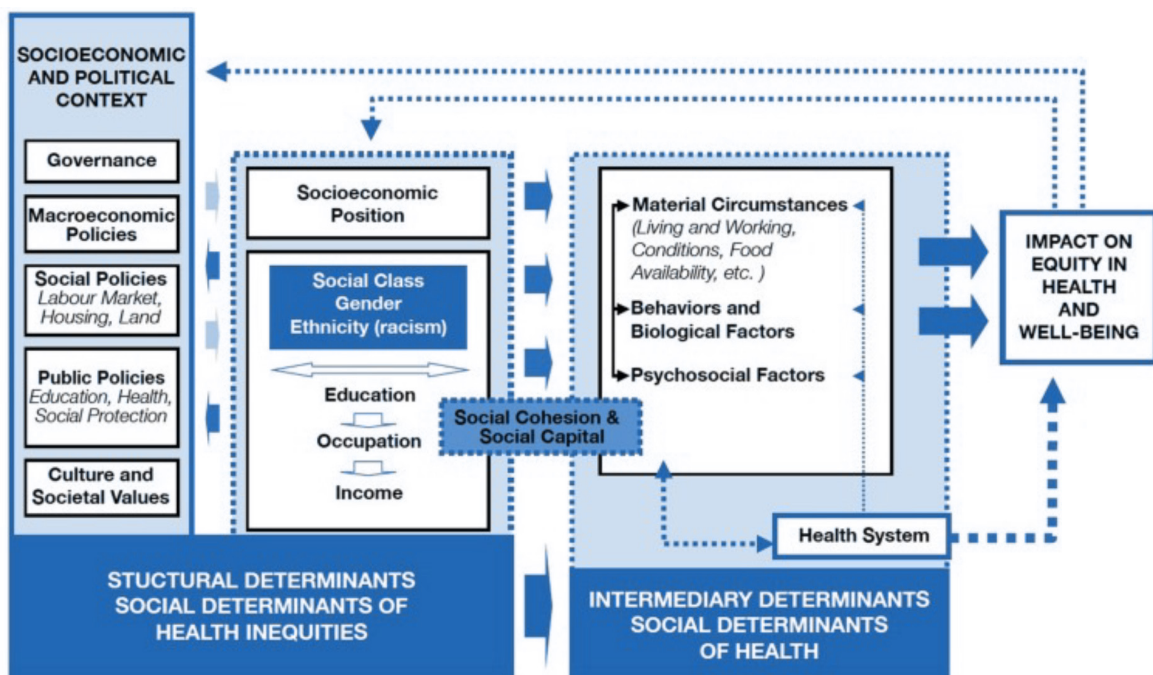 SOCIOECONOMIC
AND POLITICAL
CONTEXT
Governance
Macroeconomic
Policies
Social Policies
Labour Market,
Housing, Land
Public Policies
Education, Health,
Social Protection
Culture and
Societal Values
Socioeconomic
Position
Social Class
Gender
Ethnicity (racism)
Education
Occupation
Income
Social Cohesion &
Social Capital
Material Circumstances
(Living and Working,
Conditions, Food
Availability, etc. )
Behaviors and
Biological Factors
Psychosocial Factors
Health System
IMPACT ON
EQUITY IN
HEALTH
AND
WELL-BEING
STUCTURAL DETERMINANTS
SOCIAL DETERMINANTS OF
HEALTH INEQUITIES
INTERMEDIARY DETERMINANTS
SOCIAL DETERMINANTS
OF HEALTH